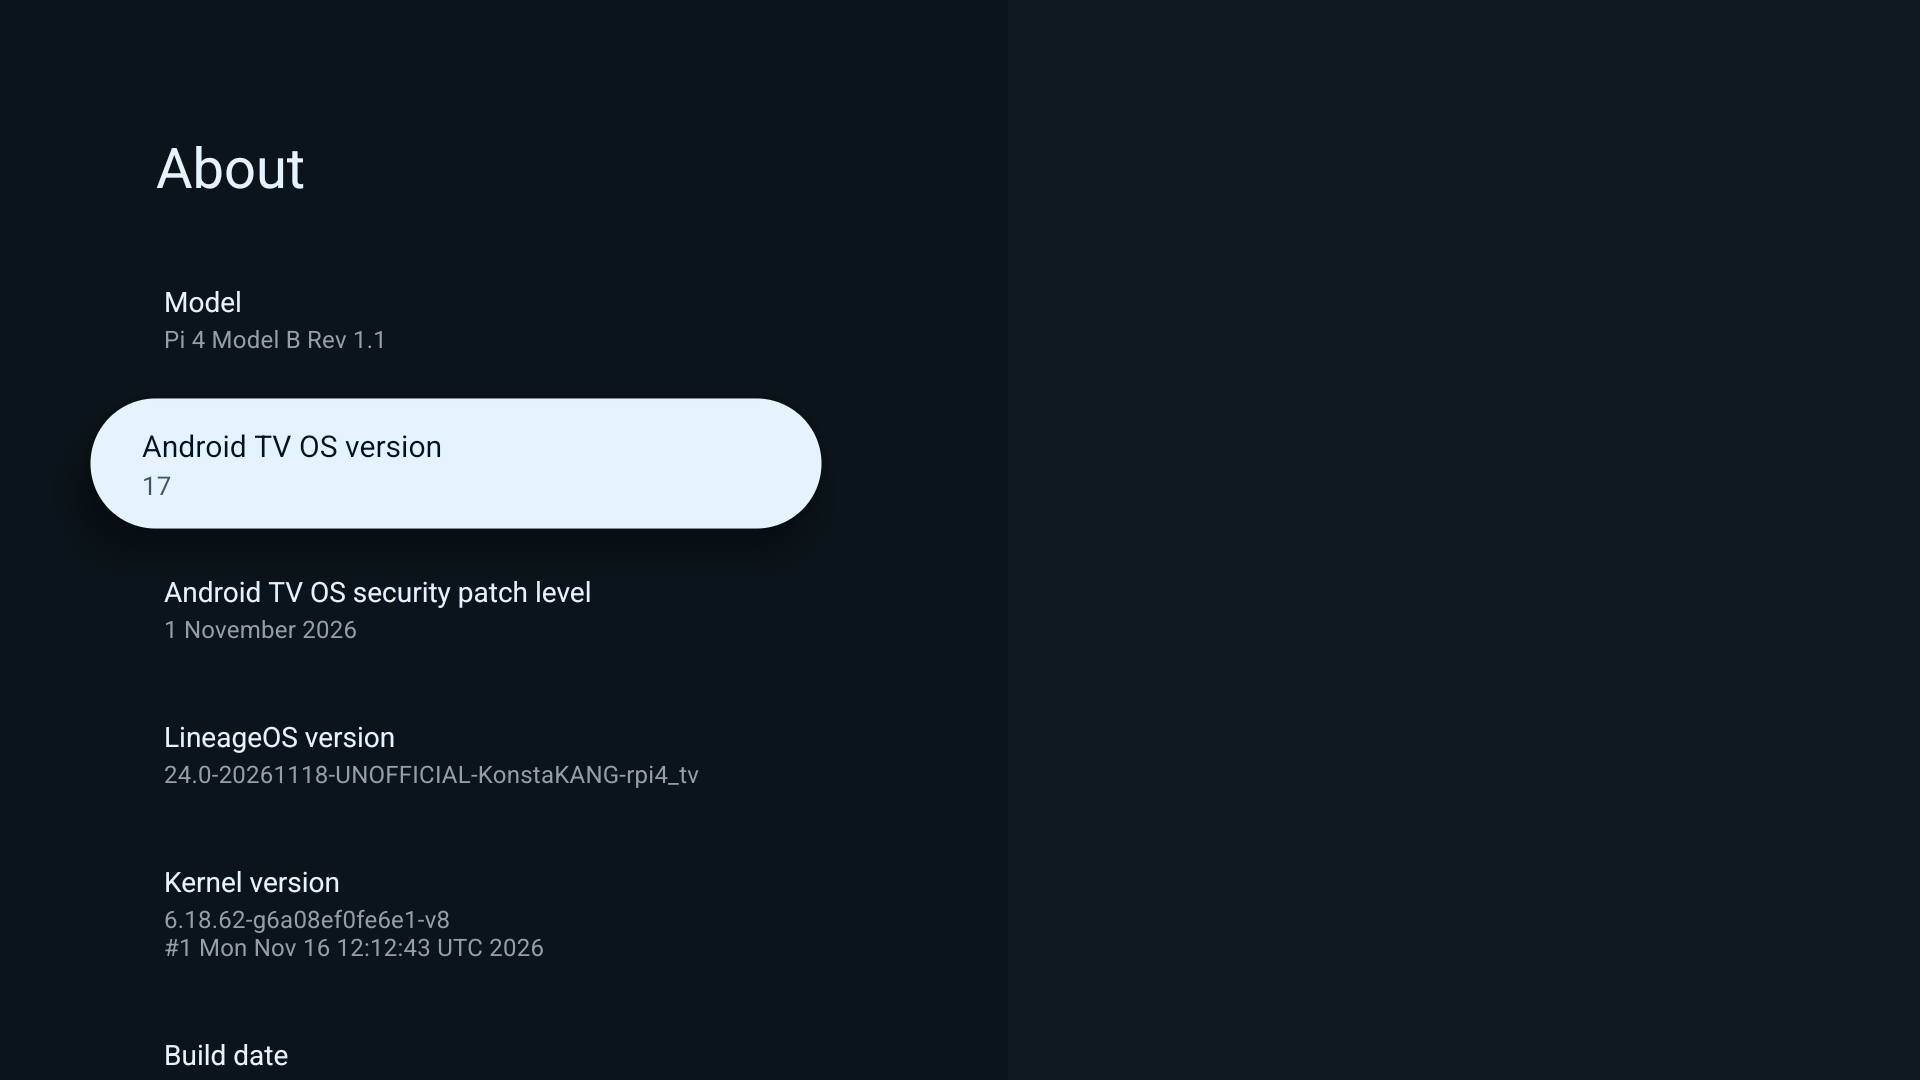 About
Model
Pi 4 Model B Rev 1.1
Android TV OS version
17
Android TV OS security patch level
1 November 2026
LineageOS version
24.0-20261118-UNOFFICIAL-KonstaKANG-rpi4_tv
Kernel version
6.18.62-g6a08ef0fe6e1-v8
#1 Mon Nov 16 12:12:43 UTC 2026
Build date